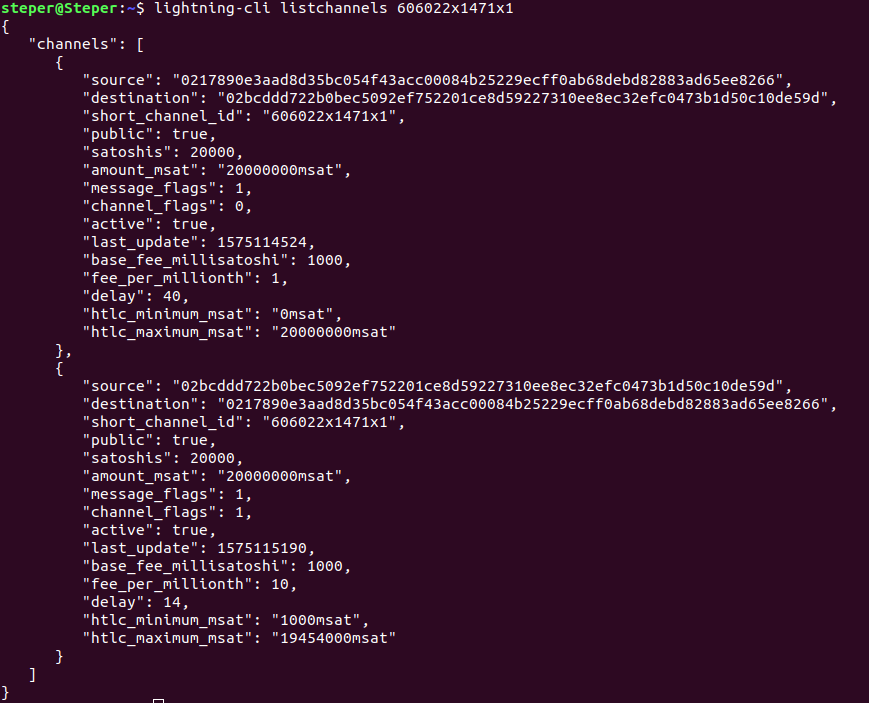 steper@Steper:~$ lightning-cli listchannels 606022x1471x1
{
   "channels": [
      {
         "source": "0217890e3aad8d35bc054f43acc00084b25229ecff0ab68debd82883ad65ee8266",
         "destination": "02bcddd722b0bec5092ef752201ce8d59227310ee8ec32efc0473b1d50c10de59d",
         "short_channel_id": "606022x1471x1",
         "public": true,
         "satoshis": 20000,
         "amount_msat": "20000000msat",
         "message_flags": 1,
         "channel_flags": 0,
         "active": true,
         "last_update": 1575114524,
         "base_fee_millisatoshi": 1000,
         "fee_per_millionth": 1,
         "delay": 40,
         "htlc_minimum_msat": "0msat",
         "htlc_maximum_msat": "20000000msat"
      },
      {
         "source": "02bcddd722b0bec5092ef752201ce8d59227310ee8ec32efc0473b1d50c10de59d",
         "destination": "0217890e3aad8d35bc054f43acc00084b25229ecff0ab68debd82883ad65ee8266",
         "short_channel_id": "606022x1471x1",
         "public": true,
         "satoshis": 20000,
         "amount_msat": "20000000msat",
         "message_flags": 1,
         "channel_flags": 1,
         "active": true,
         "last_update": 1575115190,
         "base_fee_millisatoshi": 1000,
         "fee_per_millionth": 10,
         "delay": 14,
         "htlc_minimum_msat": "1000msat",
         "htlc_maximum_msat": "19454000msat"
      }
   ]
}